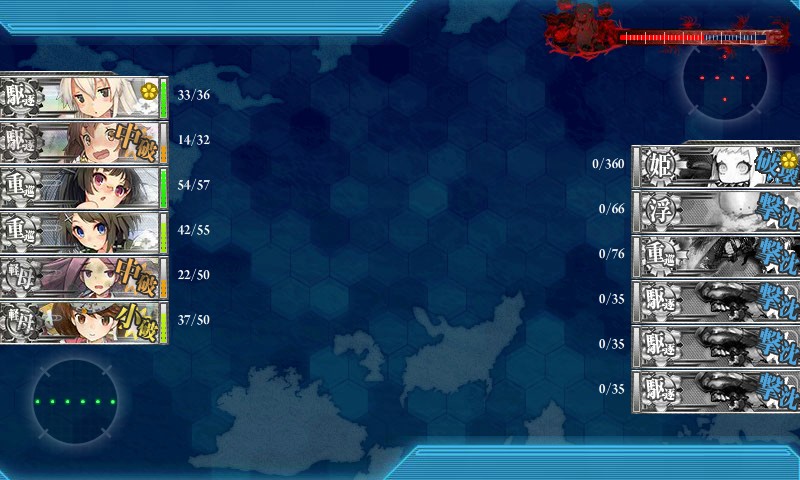 駆逐
33/36
駆逐
中破
14/32
重巡
54/57
重巡
42/55
軽母
中破
22/50
軽母
小破
37/50
0/360
姫
破壊
0/66
浮
撃沈
0/76
重巡
撃沈
0/35
駆逐
撃沈
0/35
駆逐
撃沈
0/35
駆逐
撃沈